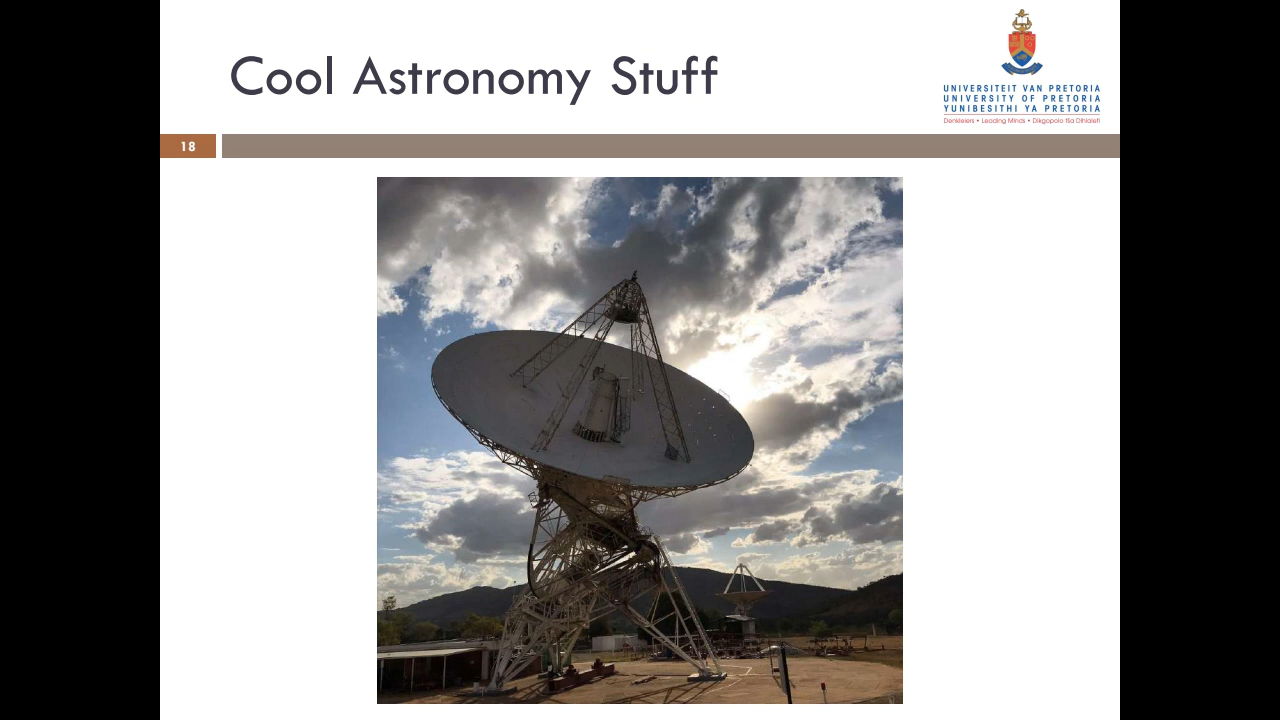 Cool Astronomy Stuff
UNIVERSITEIT VAN PRETORIA
UNIVERSITY OF PRETORIA
YUNIBESITHI YA PRETORIA
Denkleiers • Leading Minds • Dikgopolo tša Dihlalefi
18